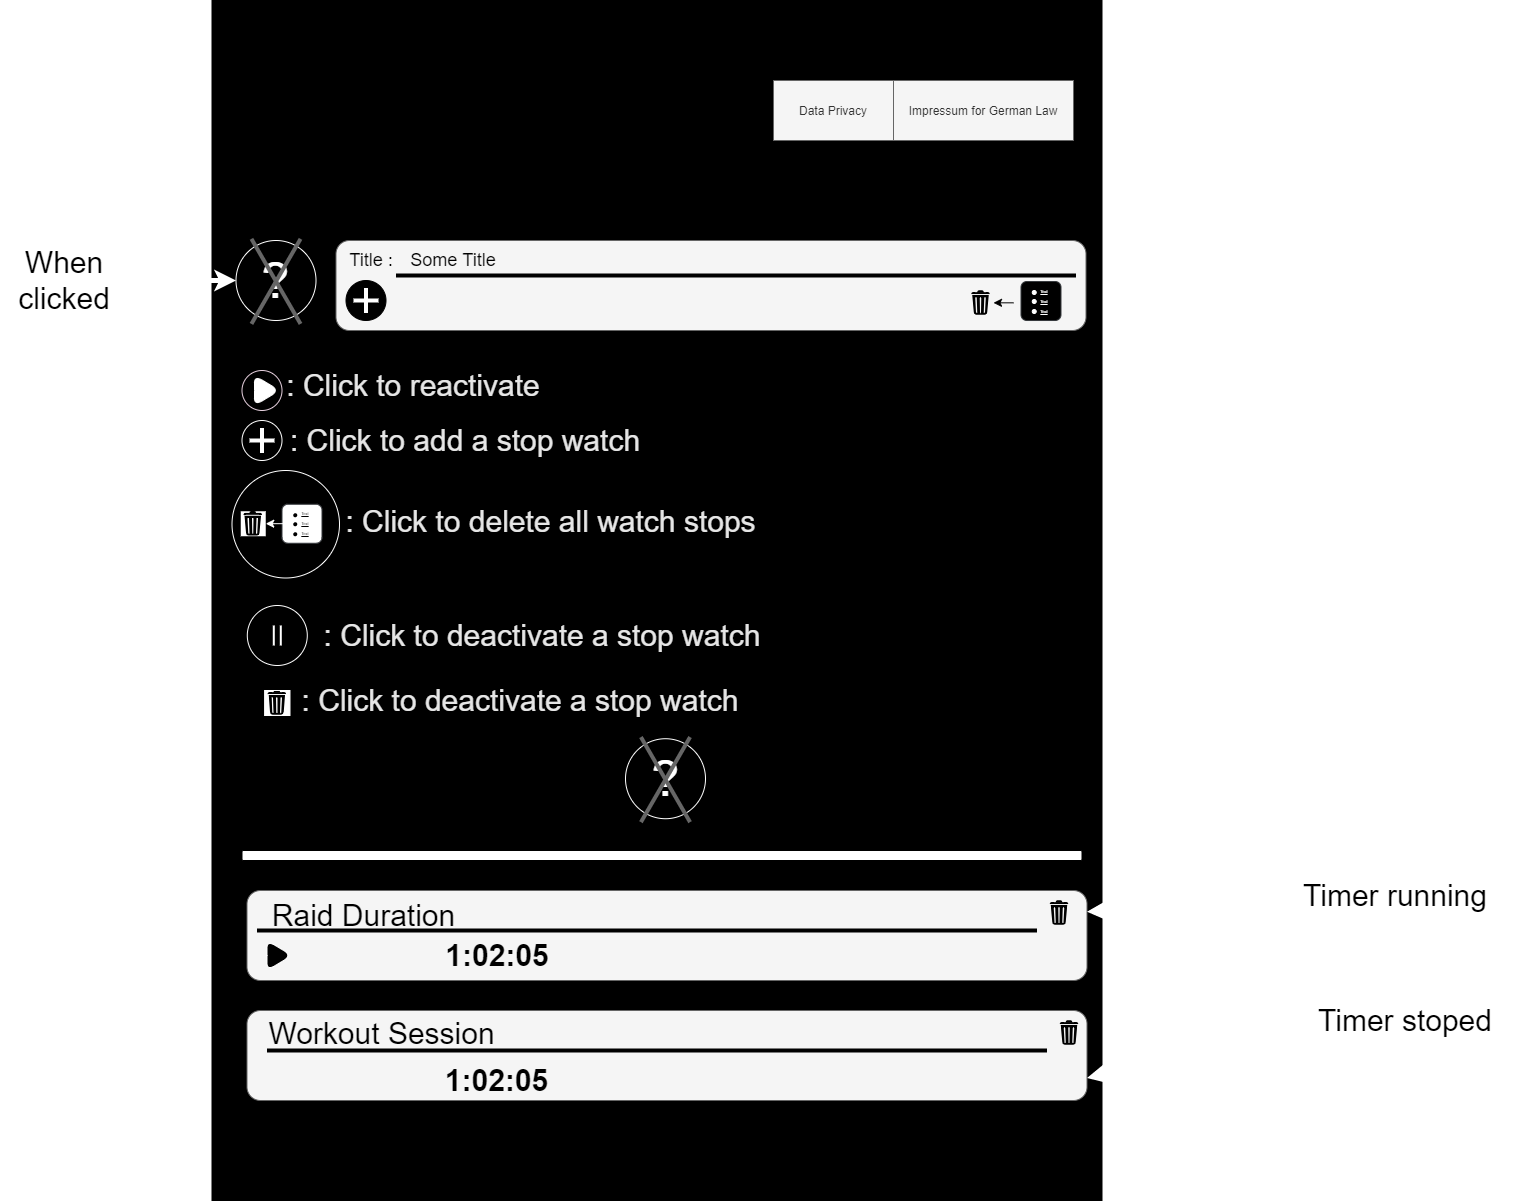 Data Privacy
Impressum for German Law
When
clicked
?
Title : Some Title
: Click to reactivate
: Click to add a stop watch
: Click to delete all watch stops
: Click to deactivate a stop watch
: Click to deactivate a stop watch
?
Timer running
Raid Duration
1:02:05
Timer stoped
Workout Session
1:02:05